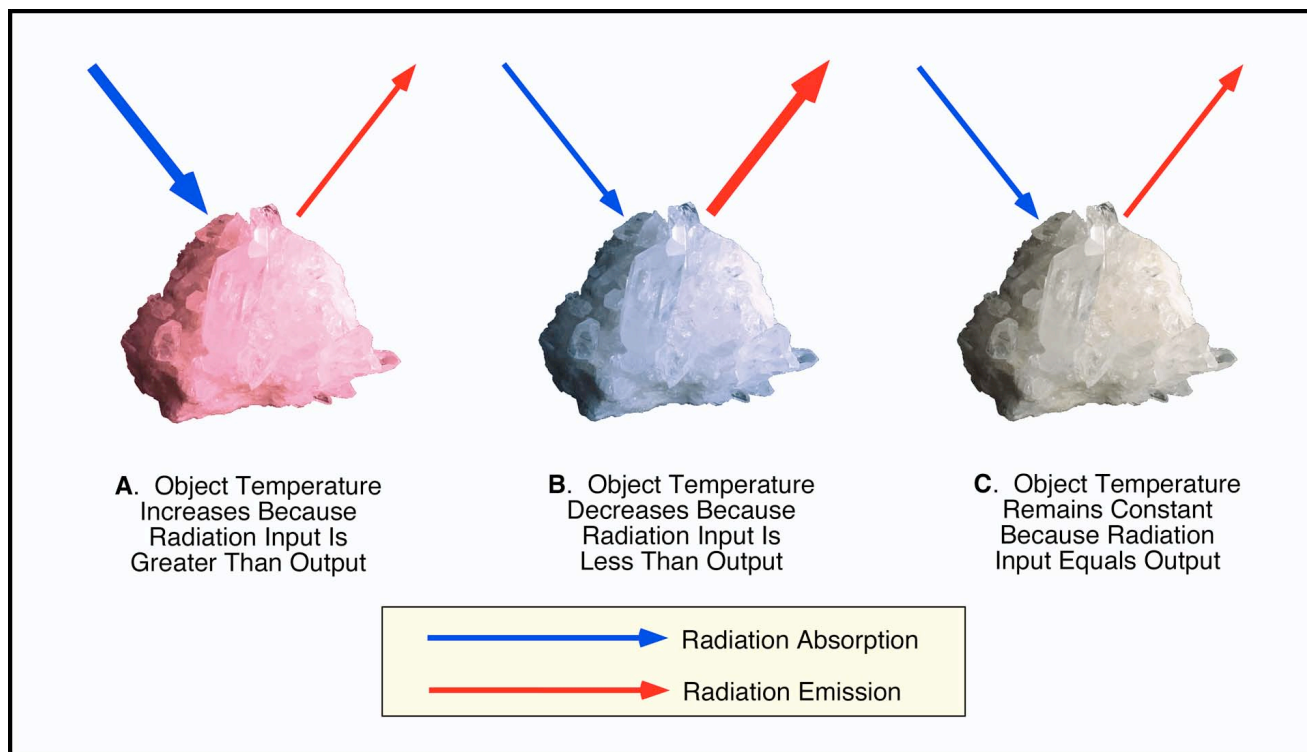 A. Object Temperature
Increases Because
Radiation Input Is
Greater Than Output
B. Object Temperature
Decreases Because
Radiation Input Is
Less Than Output
C. Object Temperature
Remains Constant
Because Radiation
Input Equals Output
Radiation Absorption
Radiation Emission